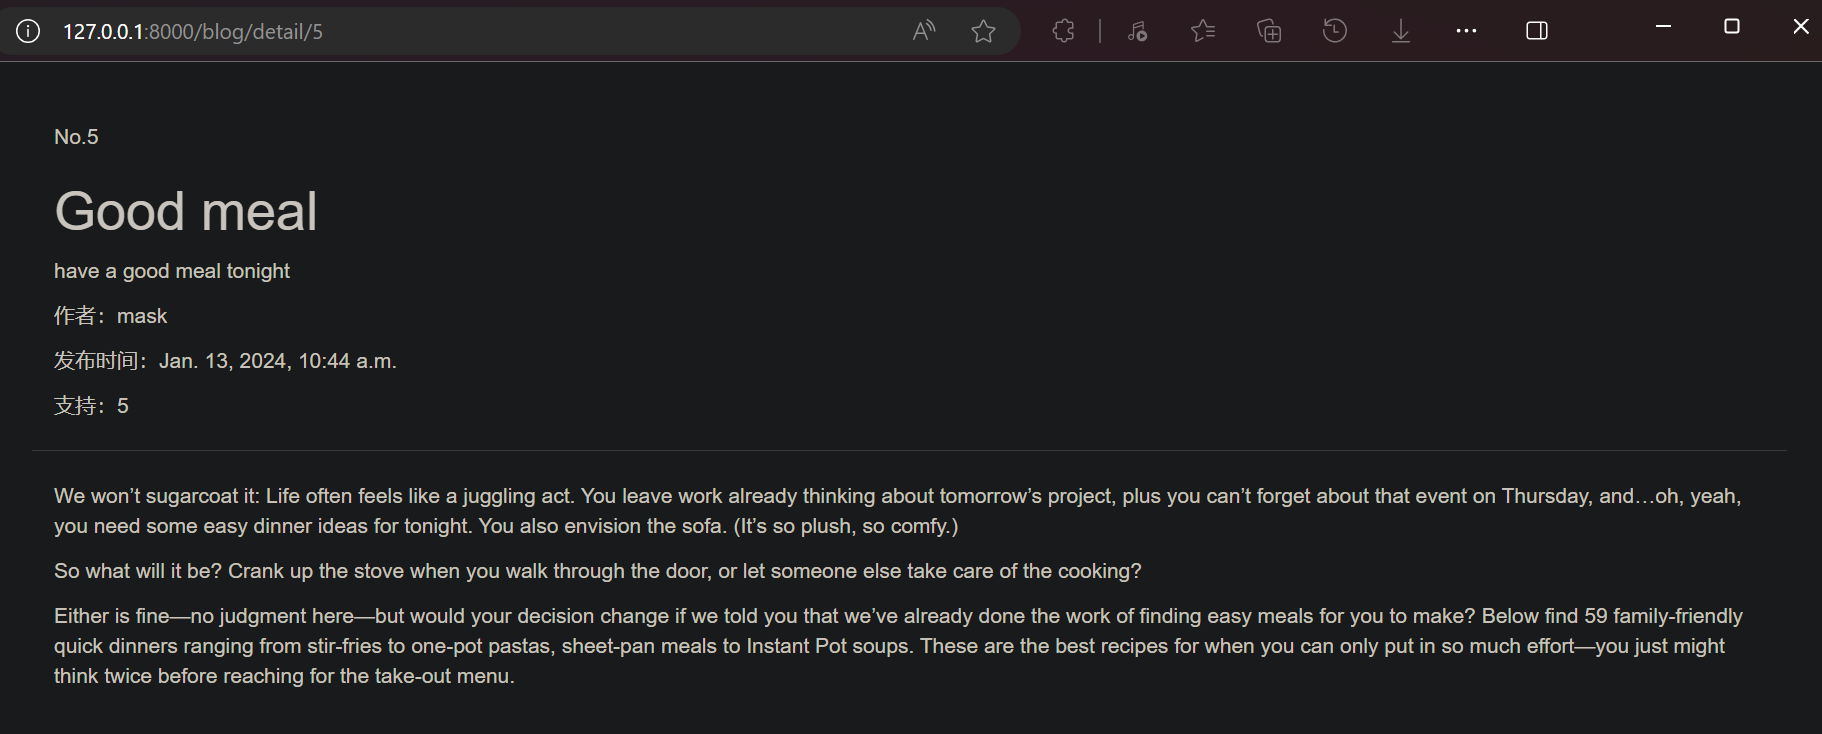 127.0.0.1:8000/blog/detail/5
No.5
Good meal
have a good meal tonight
作者：mask
发布时间：Jan. 13, 2024, 10:44 a.m.
支持：5
We won’t sugarcoat it: Life often feels like a juggling act. You leave work already thinking about tomorrow’s project, plus you can’t forget about that event on Thursday, and…oh, yeah,
you need some easy dinner ideas for tonight. You also envision the sofa. (It’s so plush, so comfy.)
So what will it be? Crank up the stove when you walk through the door, or let someone else take care of the cooking?
Either is fine—no judgment here—but would your decision change if we told you that we’ve already done the work of finding easy meals for you to make? Below find 59 family-friendly
quick dinners ranging from stir-fries to one-pot pastas, sheet-pan meals to Instant Pot soups. These are the best recipes for when you can only put in so much effort—you just might
think twice before reaching for the take-out menu.